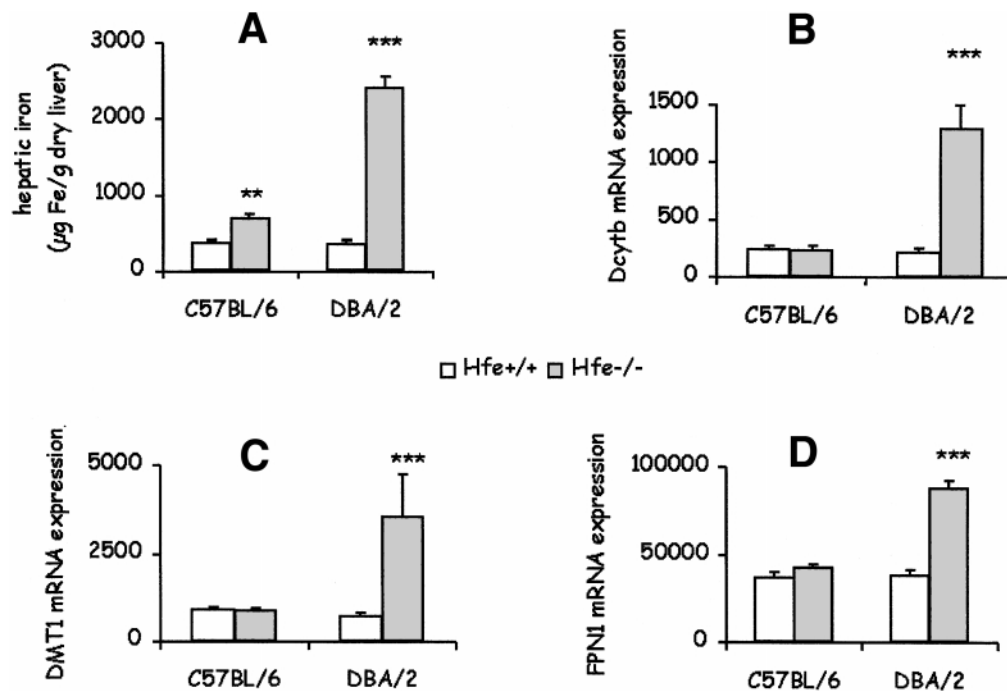 A
hepatic iron
(µg Fe/g dry liver)
3000
2000
1000
0
**
***
C57BL/6 DBA/2
B
Dcytb mRNA expression
1500
1000
500
0
***
C57BL/6 DBA/2
Hfe+/+ Hfe-/-
C
DMT1 mRNA expression
5000
2500
0
***
C57BL/6 DBA/2
D
FPN1 mRNA expression
100000
50000
0
***
C57BL/6 DBA/2